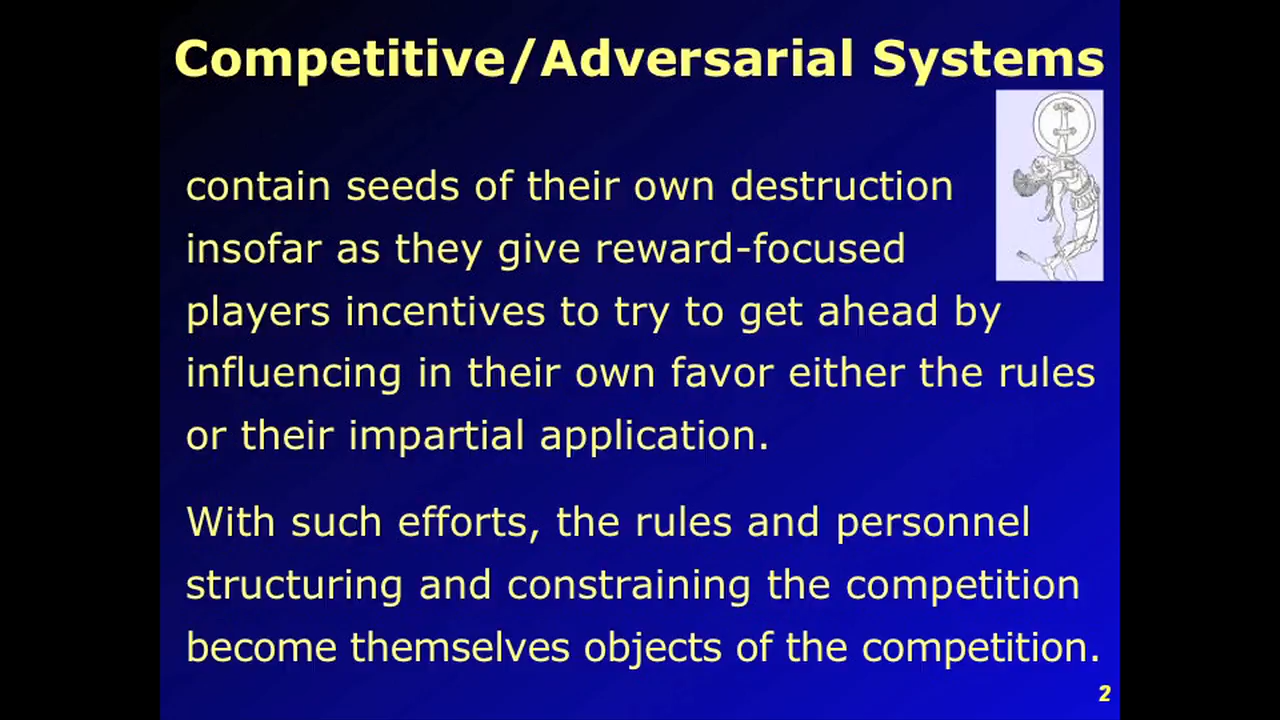 Competitive/Adversarial Systems
contain seeds of their own destruction
insofar as they give reward-focused
players incentives to try to get ahead by
influencing in their own favor either the rules
or their impartial application.
With such efforts, the rules and personnel
structuring and constraining the competition
become themselves objects of the competition.
2